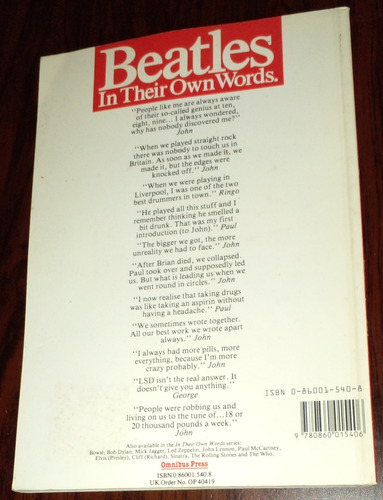 Beatles
In Their Own Words.
"People like me are always aware
of their so-called genius at ten,
eight, nine... I always wondered,
why has nobody discovered me?"
John
"When we played straight rock
there was nobody to touch us in
Britain. As soon as we made it, we
made it, but the edges were
knocked off." John
"When we were playing in
Liverpool, I was one of the two
best drummers in town." Ringo
"He played all this stuff and I
remember thinking he smelled a
bit drunk. That was my first
introduction (to John)." Paul
"The bigger we got, the more
unreality we had to face." John
"After Brian died, we collapsed.
Paul took over and supposedly led
us. But what is leading us when we
went round in circles." John
"I now realise that taking drugs
was like taking an aspirin without
having a headache." Paul
"We sometimes wrote together.
All our best work we wrote apart
always." John
"I always had more pills, more
everything, because I'm more
crazy probably." John
"LSD isn't the real answer. It
doesn't give you anything."
George
"People were robbing us and
living on us to the tune of...18 or
20 thousand pounds a week."
John
Also available in the In Their Own Words series:
Bowie, Bob Dylan, Mick Jagger, Led Zeppelin, John Lennon, Paul McCartney,
Elvis (Presley), Cliff (Richard), Sinatra, The Rolling Stones and The Who.
Omnibus Press
ISBN 0.86001.540.8
UK Order No. OP 40419
ISBN 0-86001-540-8
9 780860 015406